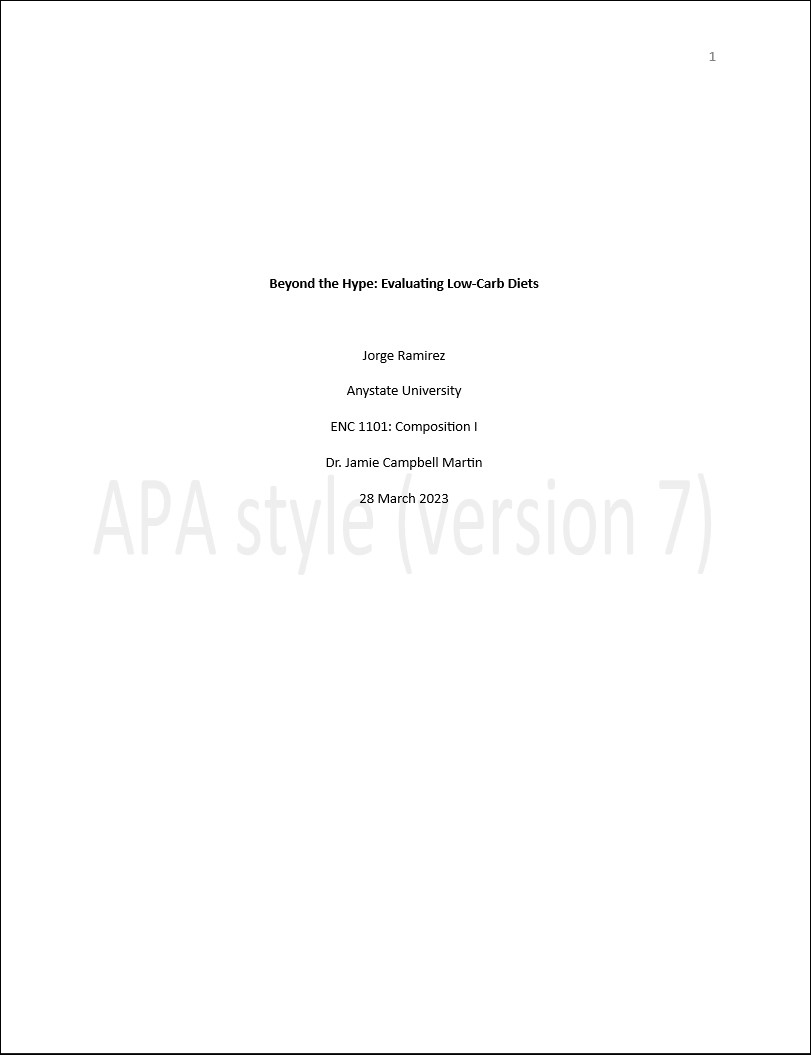 1
Beyond the Hype: Evaluating Low-Carb Diets
Jorge Ramirez
Anystate University
ENC 1101: Composition I
Dr. Jamie Campbell Martin
28 March 2023
APA style (version 7)